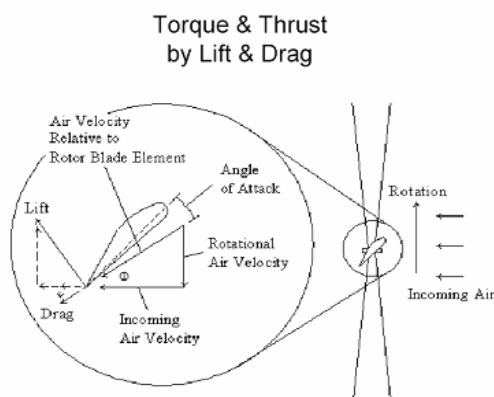 Torque & Thrust
by Lift & Drag
Air Velocity
Relative to
Rotor Blade Element
Angle
of Attack
Lift
Rotational
Air Velocity
Drag
Incoming
Air Velocity
Rotation
Incoming Air